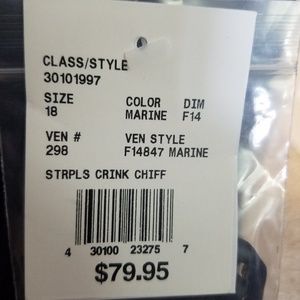 CLASS/STYLE
30101997
SIZE COLOR DIM
18 MARINE F14
VEN # VEN STYLE
298 F14847 MARINE
STRPLS CRINK CHIFF
4 30100 23275 7
$79.95